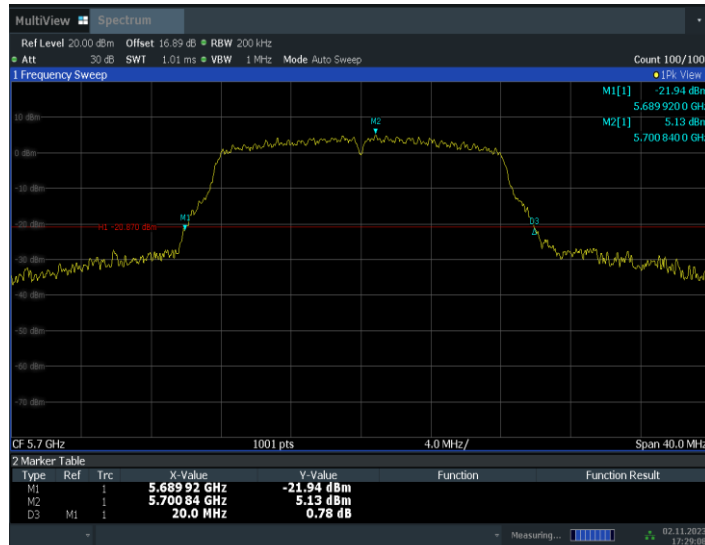 MultiView Spectrum
Ref Level 20.00 dBm Offset 16.89 dB RBW 200 kHz
Att 30 dB SWT 1.01 ms VBW 1 MHz Mode Auto Sweep Count 100/100
1 Frequency Sweep 1Pk View
M1[1] -21.94 dBm
5.689 920 0 GHz
M2[1] 5.13 dBm
5.700 840 0 GHz
10 dBm
M2
0 dBm
-10 dBm
M1
-20 dBm
H1 -20.870 dBm
D3
-30 dBm
-40 dBm
-50 dBm
-60 dBm
-70 dBm
CF 5.7 GHz 1001 pts 4.0 MHz/ Span 40.0 MHz
2 Marker Table
Type Ref Trc X-Value Y-Value Function Function Result
M1 1 5.689 92 GHz -21.94 dBm
M2 1 5.700 84 GHz 5.13 dBm
D3 M1 1 20.0 MHz 0.78 dB
Measuring... 02.11.2023
17:29:08